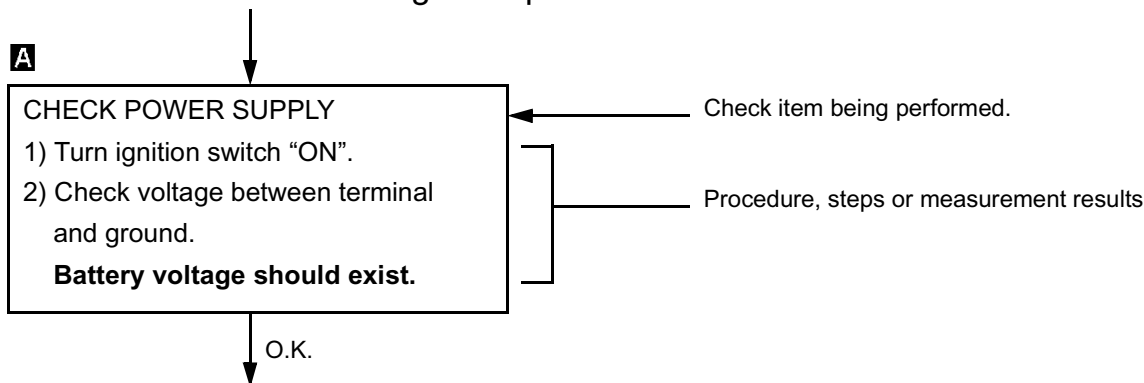 A
CHECK POWER SUPPLY
1) Turn ignition switch “ON”.
2) Check voltage between terminal
and ground.
Battery voltage should exist.
Check item being performed.
Procedure, steps or measurement results
O.K.